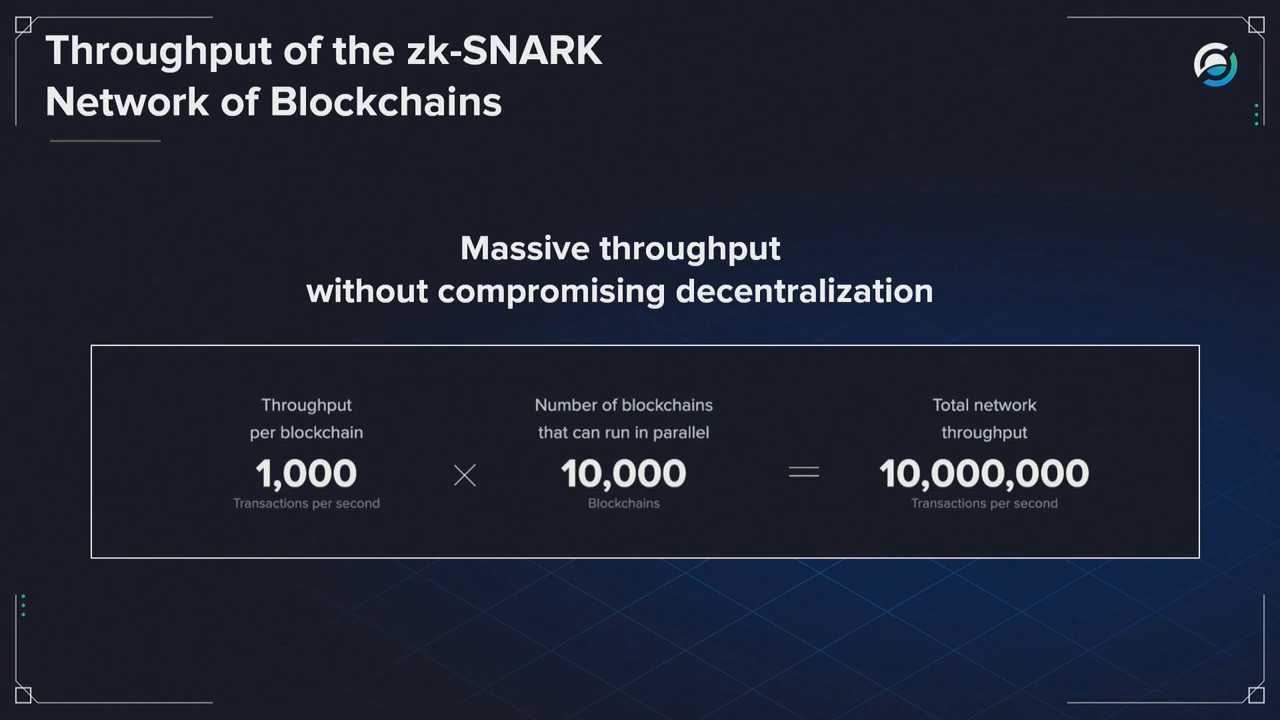 Throughput of the zk-SNARK
Network of Blockchains
Massive throughput
without compromising decentralization
Throughput
per blockchain
1,000
Transactions per second
×
Number of blockchains
that can run in parallel
10,000
Blockchains
=
Total network
throughput
10,000,000
Transactions per second